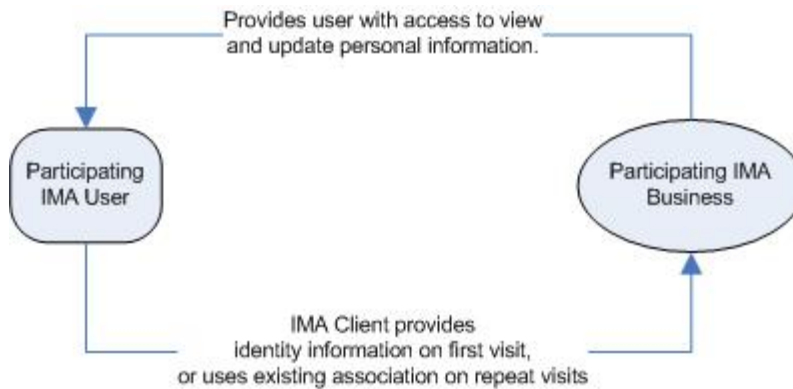 Provides user with access to view
and update personal information.
Participating
IMA User
Participating IMA
Business
IMA Client provides
identity information on first visit,
or uses existing association on repeat visits